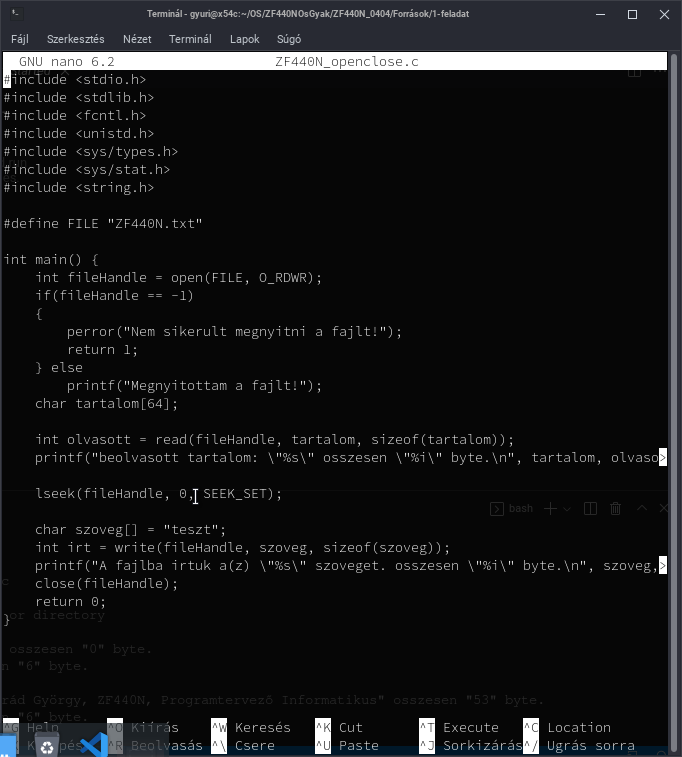 Terminál - gyuri@x54c:~/OS/ZF440NOsGyak/ZF440N_0404/Források/1-feladat
Fájl Szerkesztés Nézet Terminál Lapok Súgó
GNU nano 6.2 ZF440N_openclose.c
#include <stdio.h>
#include <stdlib.h>
#include <fcntl.h>
#include <unistd.h>
#include <sys/types.h>
#include <sys/stat.h>
#include <string.h>
#define FILE "ZF440N.txt"
int main() {
    int fileHandle = open(FILE, O_RDWR);
    if(fileHandle == -1)
    {
        perror("Nem sikerult megnyitni a fajlt!");
        return 1;
    } else
        printf("Megnyitottam a fajlt!");
    char tartalom[64];
    int olvasott = read(fileHandle, tartalom, sizeof(tartalom));
    printf("beolvasott tartalom: \"%s\" osszesen \"%i\" byte.\n", tartalom, olvaso>
    lseek(fileHandle, 0, SEEK_SET);
bash
    char szoveg[] = "teszt";
    int irt = write(fileHandle, szoveg, sizeof(szoveg));
    printf("A fajlba irtuk a(z) \"%s\" szoveget. osszesen \"%i\" byte.\n", szoveg,>
    close(fileHandle);
    return 0;
or directory
}
osszesen "0" byte.
n "6" byte.
rád György, ZF440N, Programtervező Informatikus" osszesen "53" byte.
n "6" byte.
^G Help ^O Kiírás ^W Keresés ^K Cut ^T Execute ^C Location
^R Beolvasás ^\ Csere ^U Paste ^J Sorkizárás ^/ Ugrás sorra